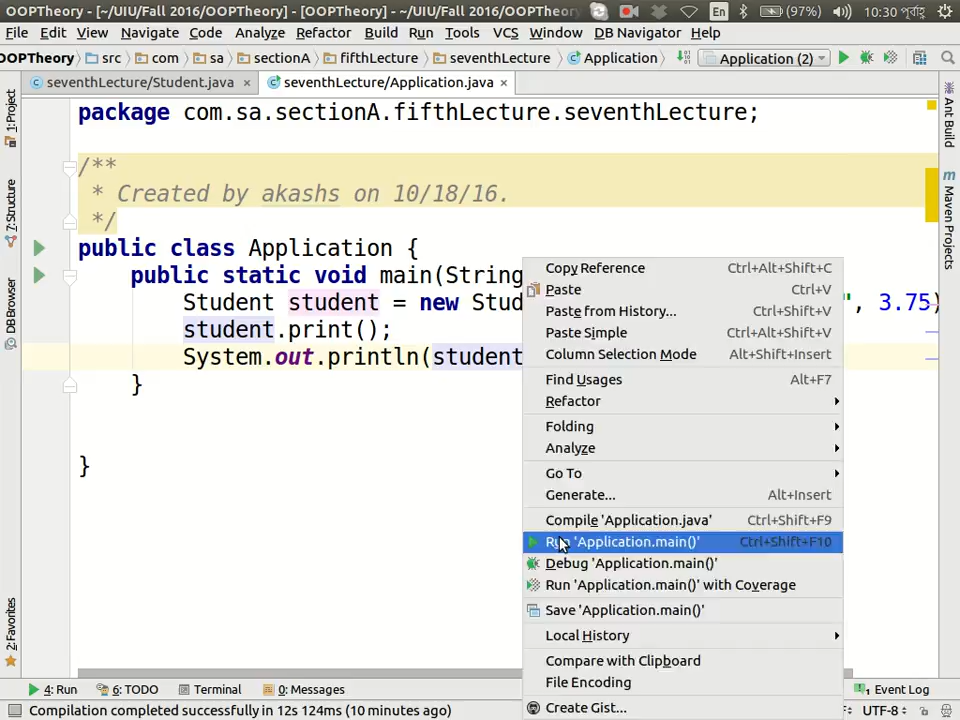 OOPTheory - [~/UIU/Fall 2016/OOPTheory] - [OOPTheory] - ~/UIU/Fall 2016/OOP
En
(97%)
10:30 পূর্বাহ্ণ
File Edit View Navigate Code Analyze Refactor Build Run Tools VCS Window DB Navigator Help
OOPTheory src com sa sectionA fifthLecture seventhLecture Application Application (2)
seventhLecture/Student.java × seventhLecture/Application.java ×
1: Project
7: Structure
DB Browser
2: Favorites
Ant Build
Maven Projects
package com.sa.sectionA.fifthLecture.seventhLecture;
/**
* Created by akashs on 10/18/16.
*/
public class Application {
public static void main(String
Student student = new Stud ", 3.75)
student.print();
System.out.println(student
}
}
Copy Reference Ctrl+Alt+Shift+C
Paste Ctrl+V
Paste from History... Ctrl+Shift+V
Paste Simple Ctrl+Alt+Shift+V
Column Selection Mode Alt+Shift+Insert
Find Usages Alt+F7
Refactor
Folding
Analyze
Go To
Generate... Alt+Insert
Compile 'Application.java' Ctrl+Shift+F9
Run 'Application.main()' Ctrl+Shift+F10
Debug 'Application.main()'
Run 'Application.main()' with Coverage
Save 'Application.main()'
Local History
Compare with Clipboard
File Encoding
Create Gist...
4: Run 6: TODO Terminal 0: Messages 1 Event Log
Compilation completed successfully in 12s 124ms (10 minutes ago) UTF-8